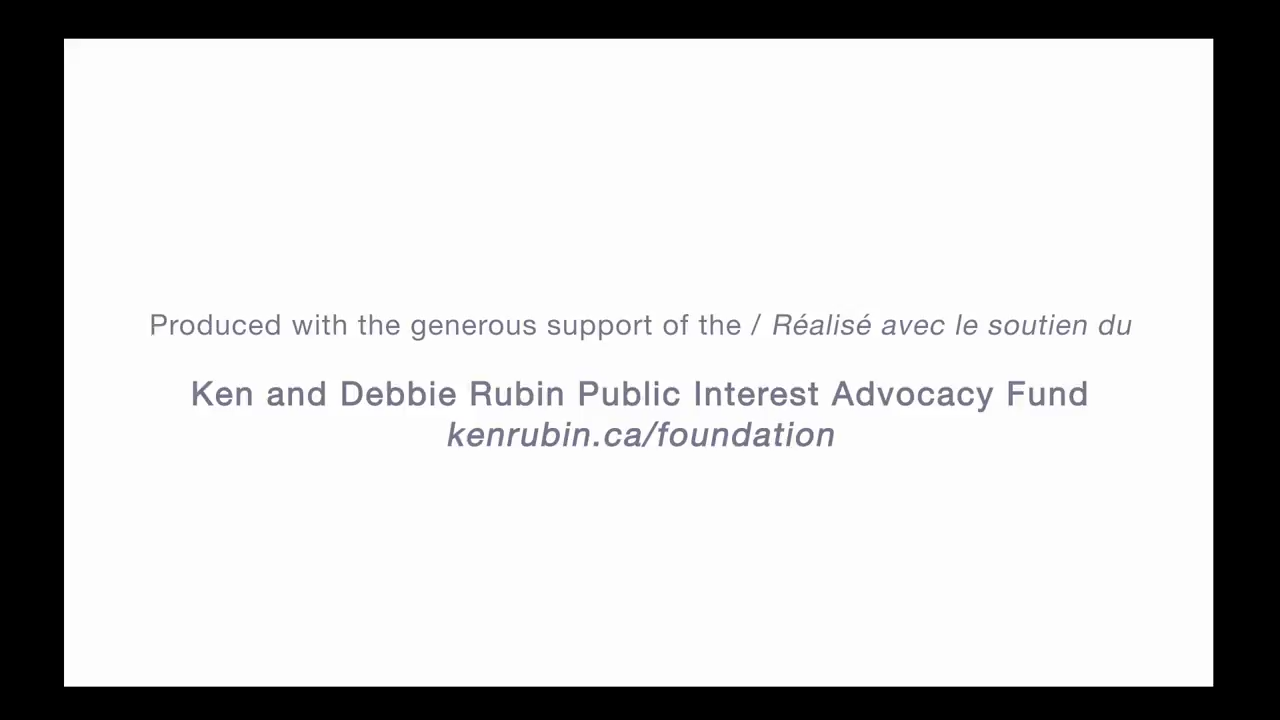 Produced with the generous support of the / Réalisé avec le soutien du
Ken and Debbie Rubin Public Interest Advocacy Fund
kenrubin.ca/foundation